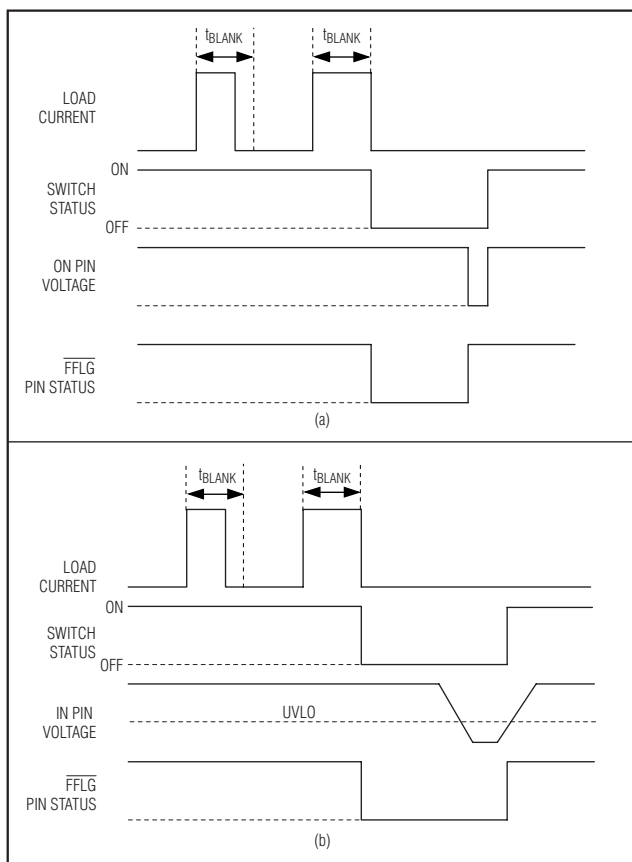 tBLANK tBLANK
LOAD
CURRENT
ON
SWITCH
STATUS
OFF
ON PIN
VOLTAGE
FFLG
PIN STATUS
(a)
tBLANK tBLANK
LOAD
CURRENT
ON
SWITCH
STATUS
OFF
IN PIN
VOLTAGE
UVLO
FFLG
PIN STATUS
(b)